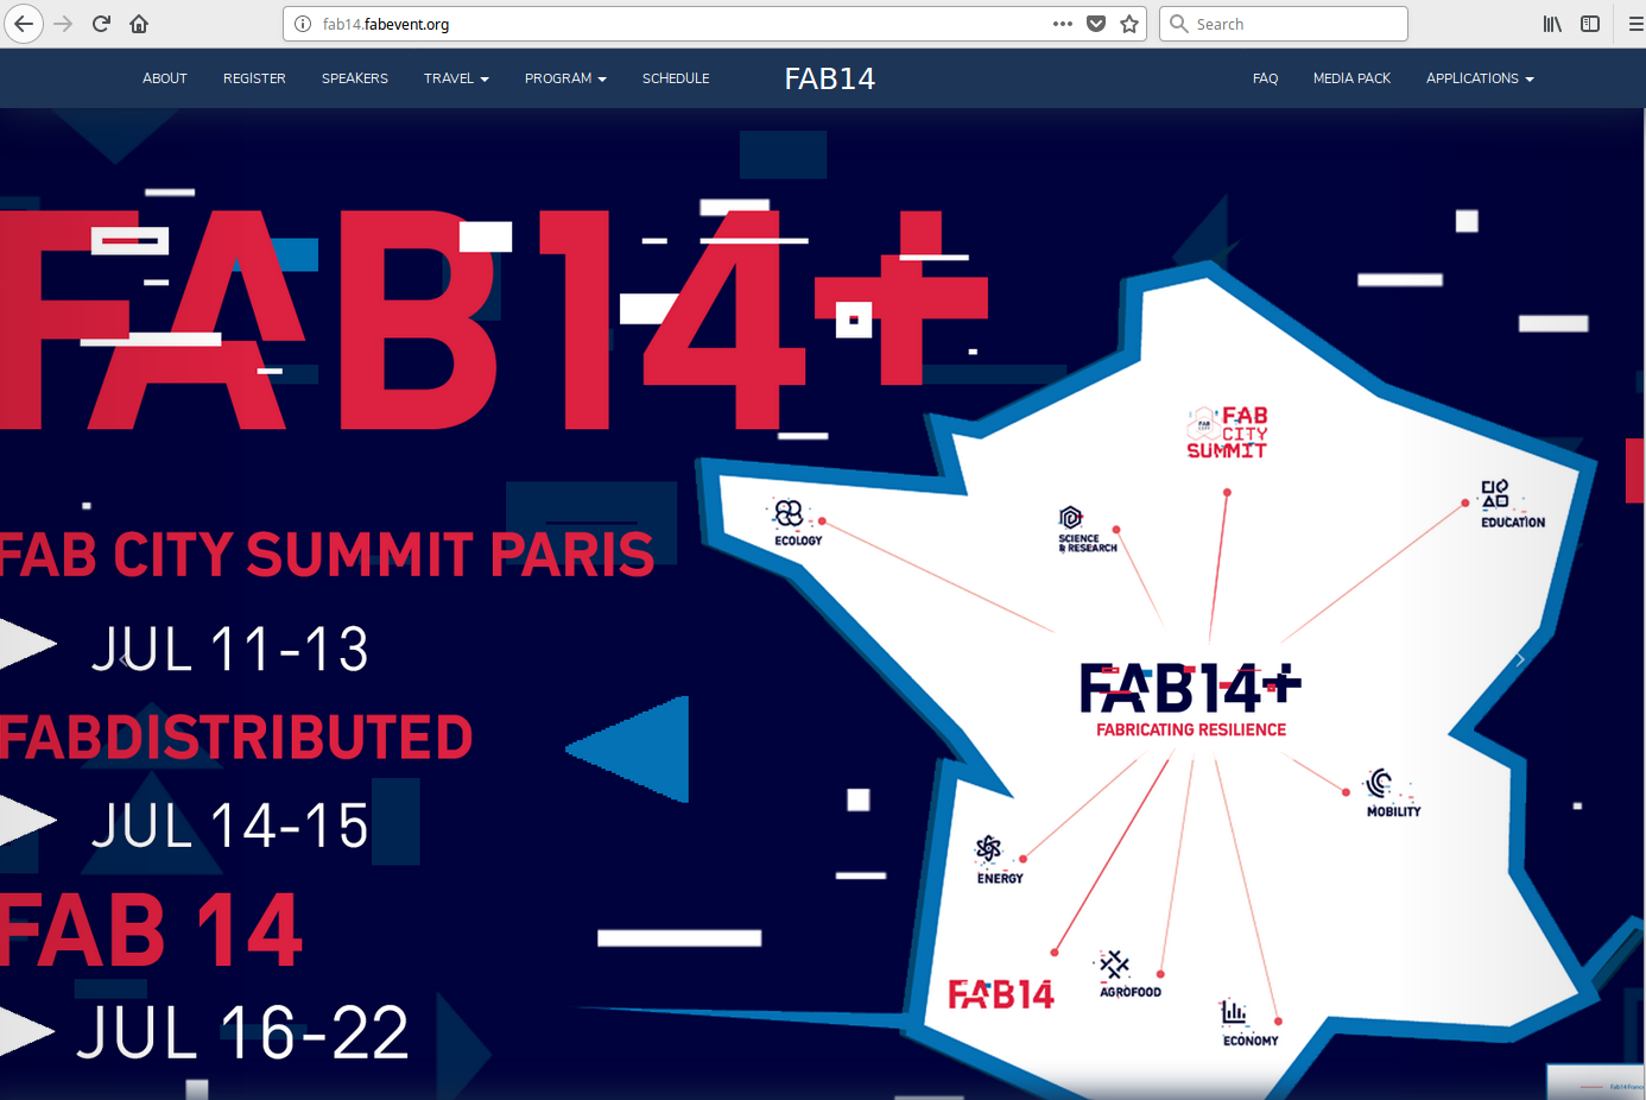 fab14.fabevent.org
Search
ABOUT REGISTER SPEAKERS TRAVEL PROGRAM SCHEDULE FAB14 FAQ MEDIA PACK APPLICATIONS
FAB14+
FAB CITY SUMMIT PARIS
JUL 11-13
FABDISTRIBUTED
JUL 14-15
FAB 14
JUL 16-22
FAB
CITY
SUMMIT
ECOLOGY
SCIENCE
& RESEARCH
EDUCATION
FAB14+
FABRICATING RESILIENCE
MOBILITY
ENERGY
FAB14
AGROFOOD
ECONOMY